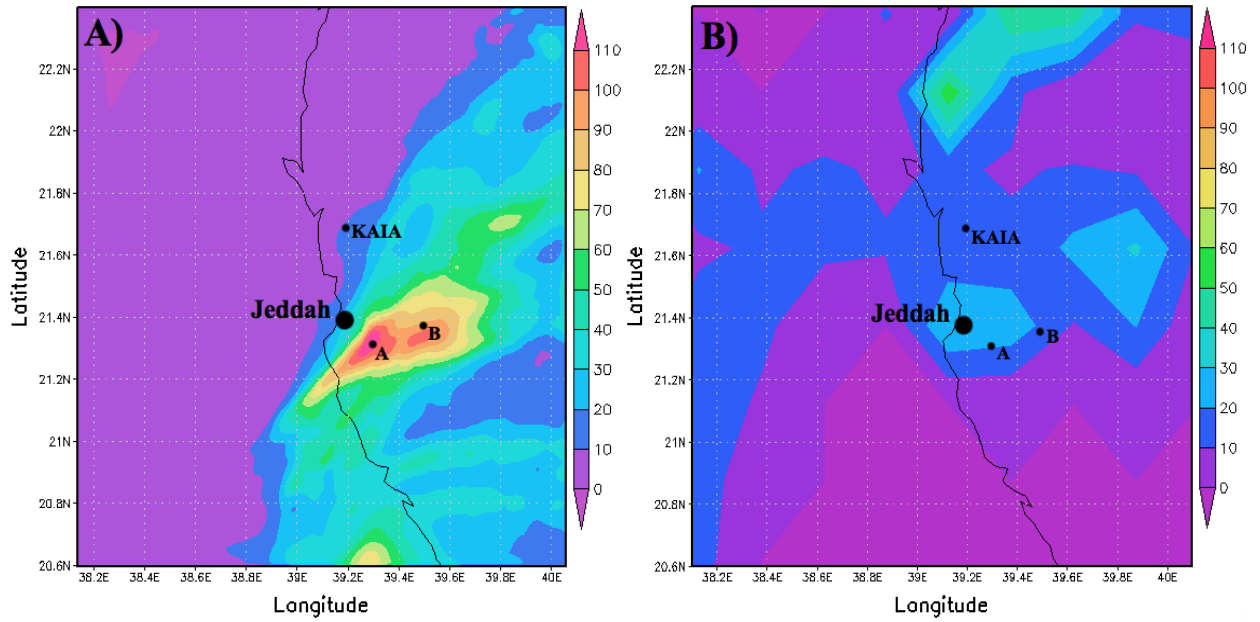 A)
22.2N
22N
21.8N
21.6N
21.4N
21.2N
21N
20.8N
20.6N
Latitude
KAIA
Jeddah
A
B
38.2E 38.4E 38.6E 38.8E 39E 39.2E 39.4E 39.6E 39.8E 40E
Longitude
110
100
90
80
70
60
50
40
30
20
10
0
B)
22.2N
22N
21.8N
21.6N
21.4N
21.2N
21N
20.8N
20.6N
Latitude
KAIA
Jeddah
A
B
38.2E 38.4E 38.6E 38.8E 39E 39.2E 39.4E 39.6E 39.8E 40E
Longitude
110
100
90
80
70
60
50
40
30
20
10
0